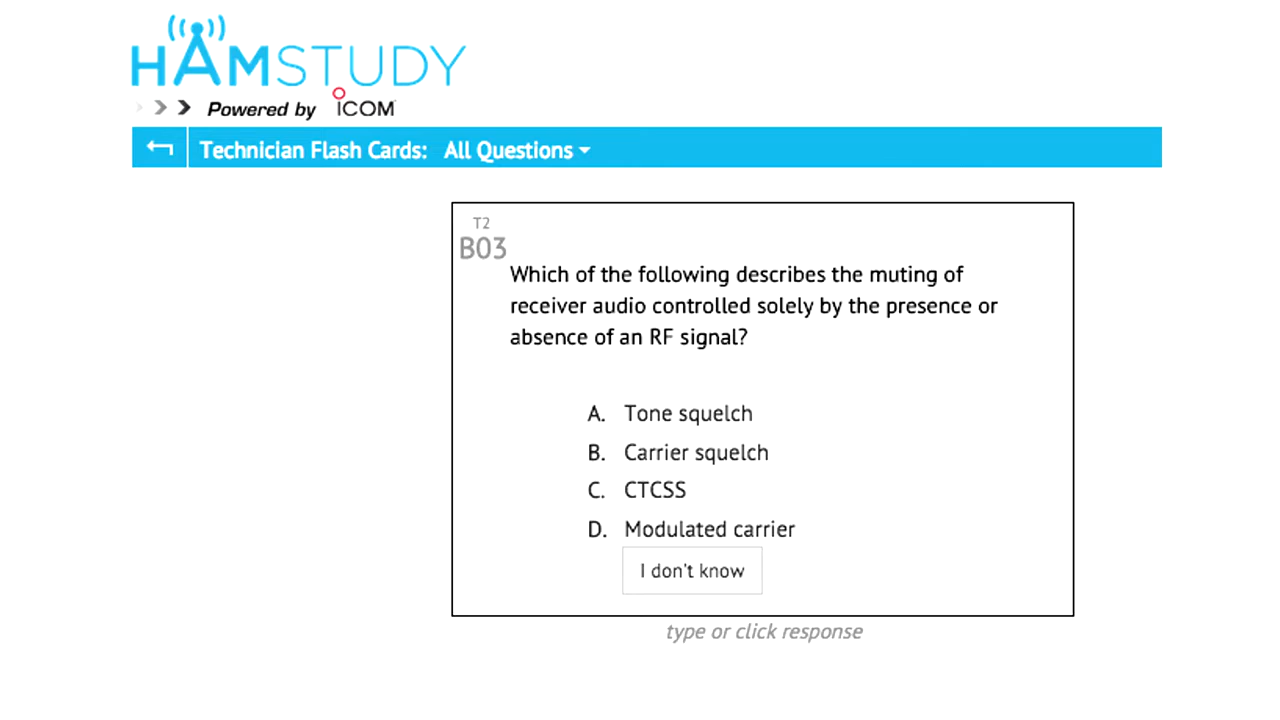 HAMSTUDY
Powered by ICOM
Technician Flash Cards: All Questions
T2
B03
Which of the following describes the muting of
receiver audio controlled solely by the presence or
absence of an RF signal?
A. Tone squelch
B. Carrier squelch
C. CTCSS
D. Modulated carrier
I don't know
type or click response